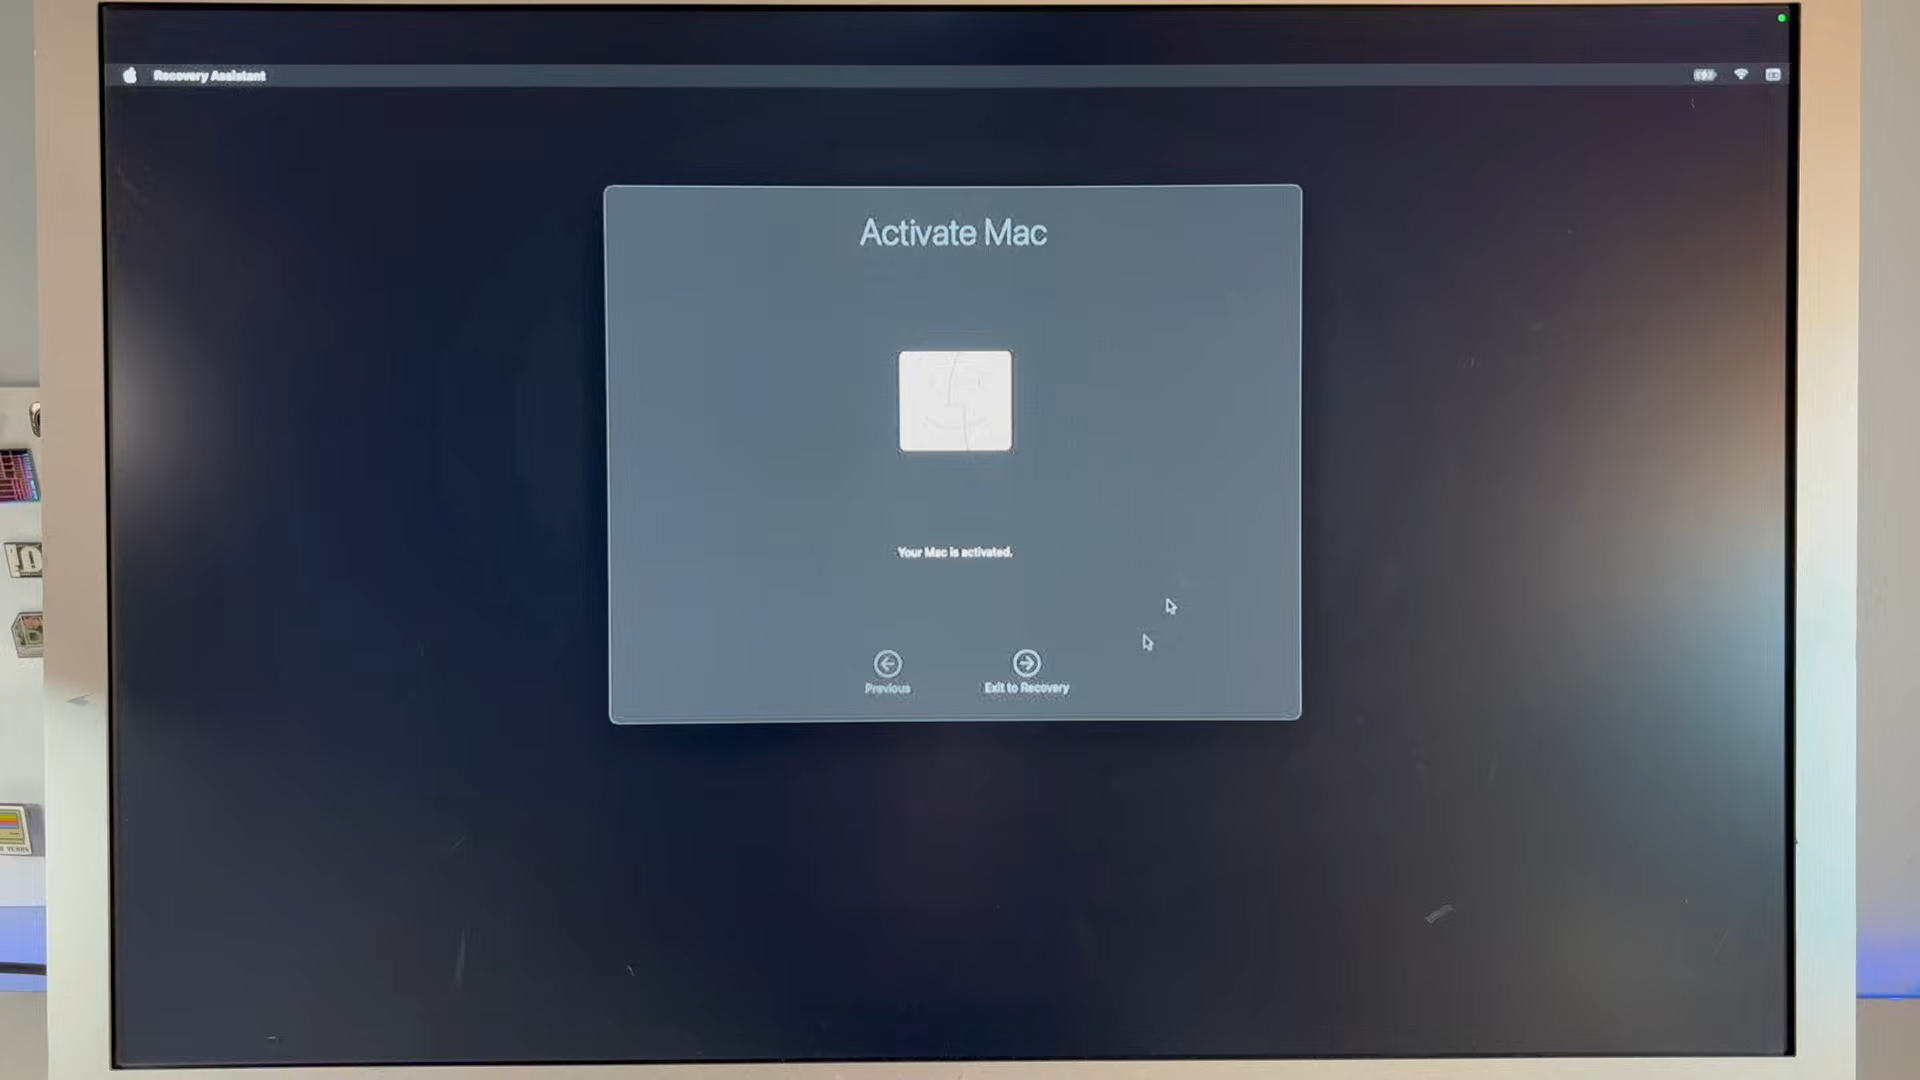 Recovery Assistant
Activate Mac
Your Mac is activated.
Previous
Exit to Recovery